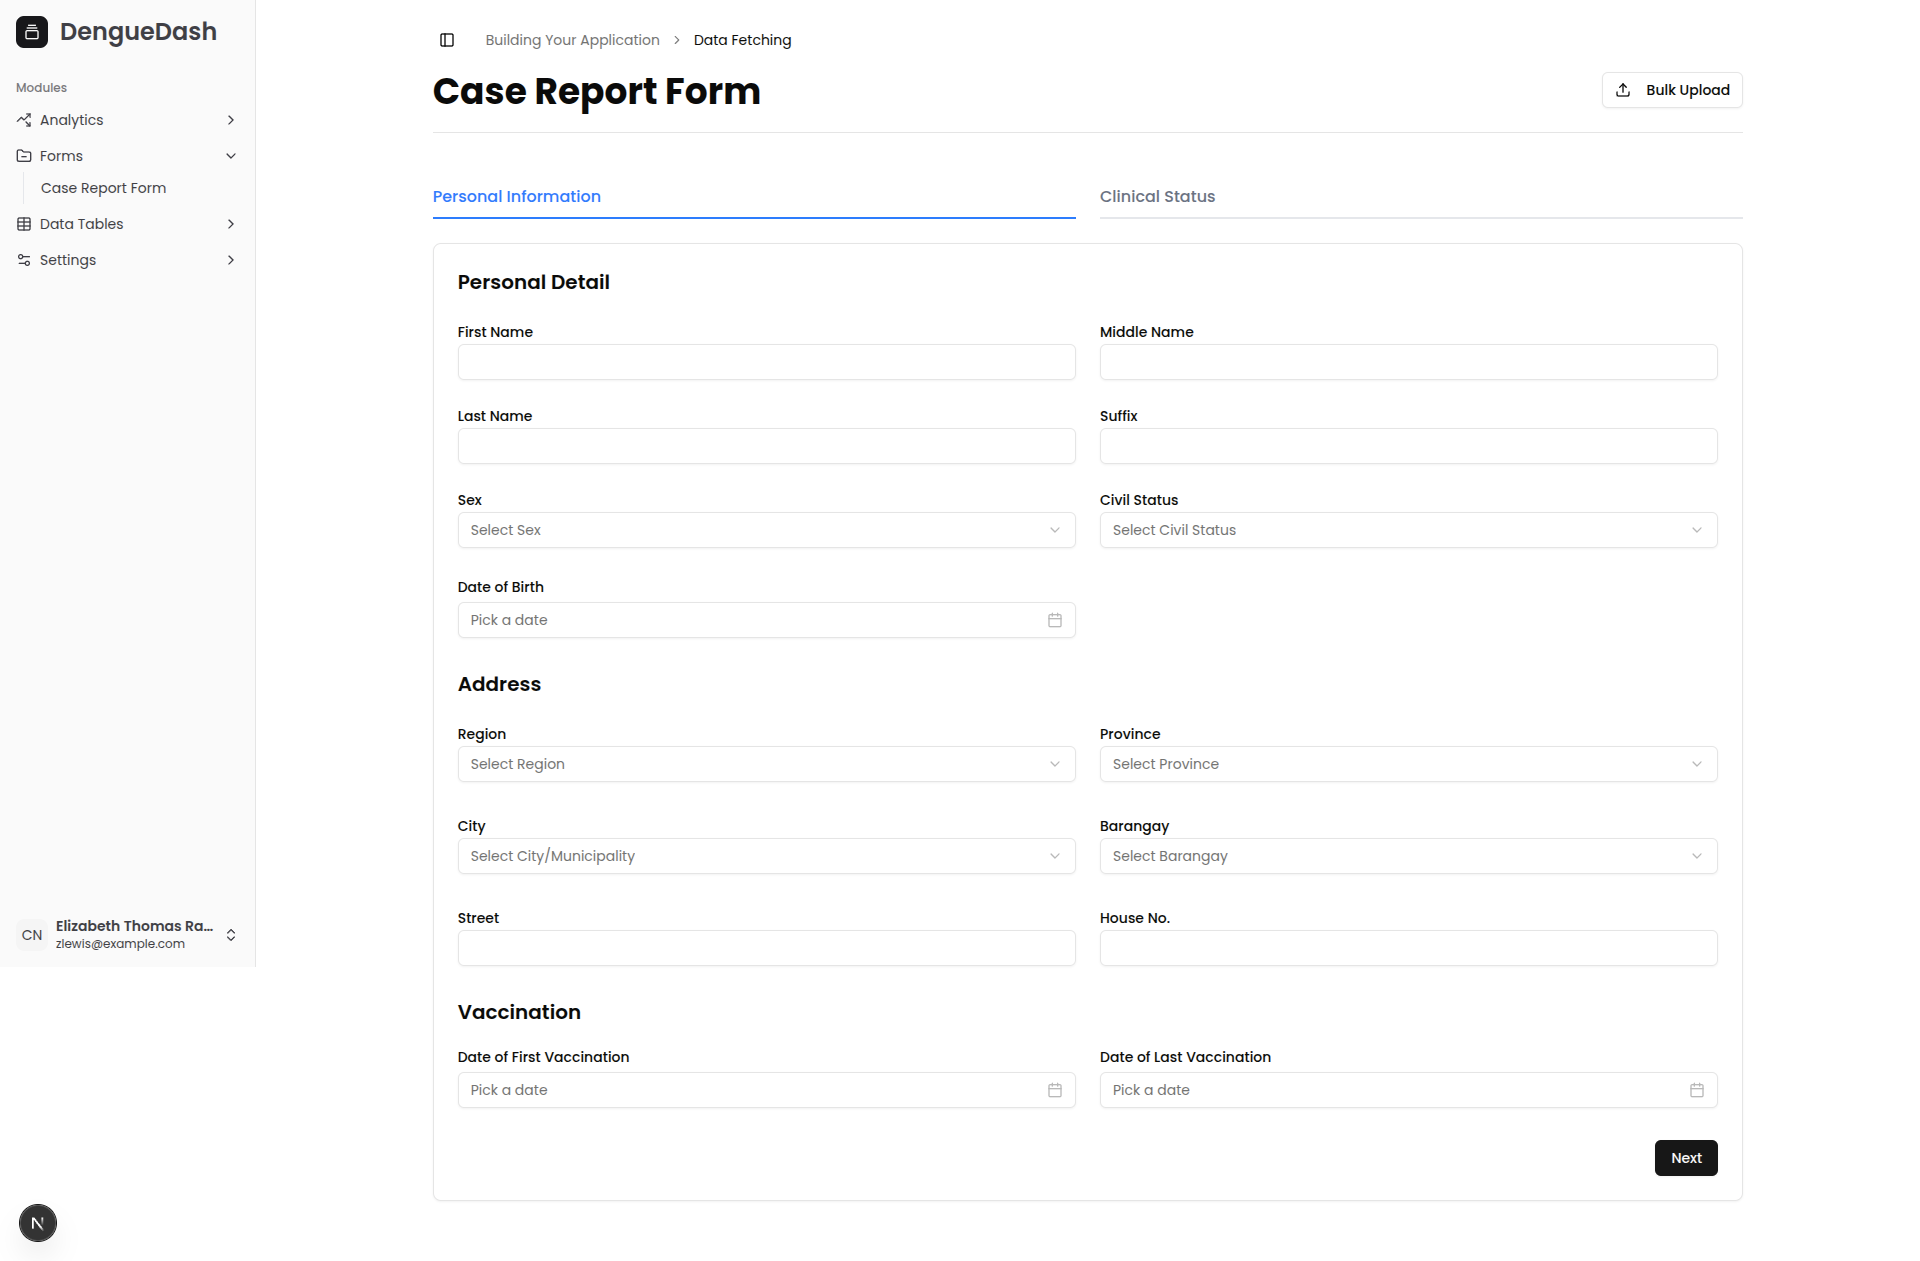 DengueDash
Modules
Analytics
Forms
Case Report Form
Data Tables
Settings
Elizabeth Thomas Ra...
CN
zlewis@example.com
N
Building Your Application
Data Fetching
Case Report Form
Bulk Upload
Personal Information
Clinical Status
Personal Detail
First Name
Middle Name
Last Name
Suffix
Sex
Civil Status
Select Sex
Select Civil Status
Date of Birth
Pick a date
Address
Region
Province
Select Region
Select Province
City
Barangay
Select City/Municipality
Select Barangay
Street
House No.
Vaccination
Date of First Vaccination
Date of Last Vaccination
Pick a date
Pick a date
Next